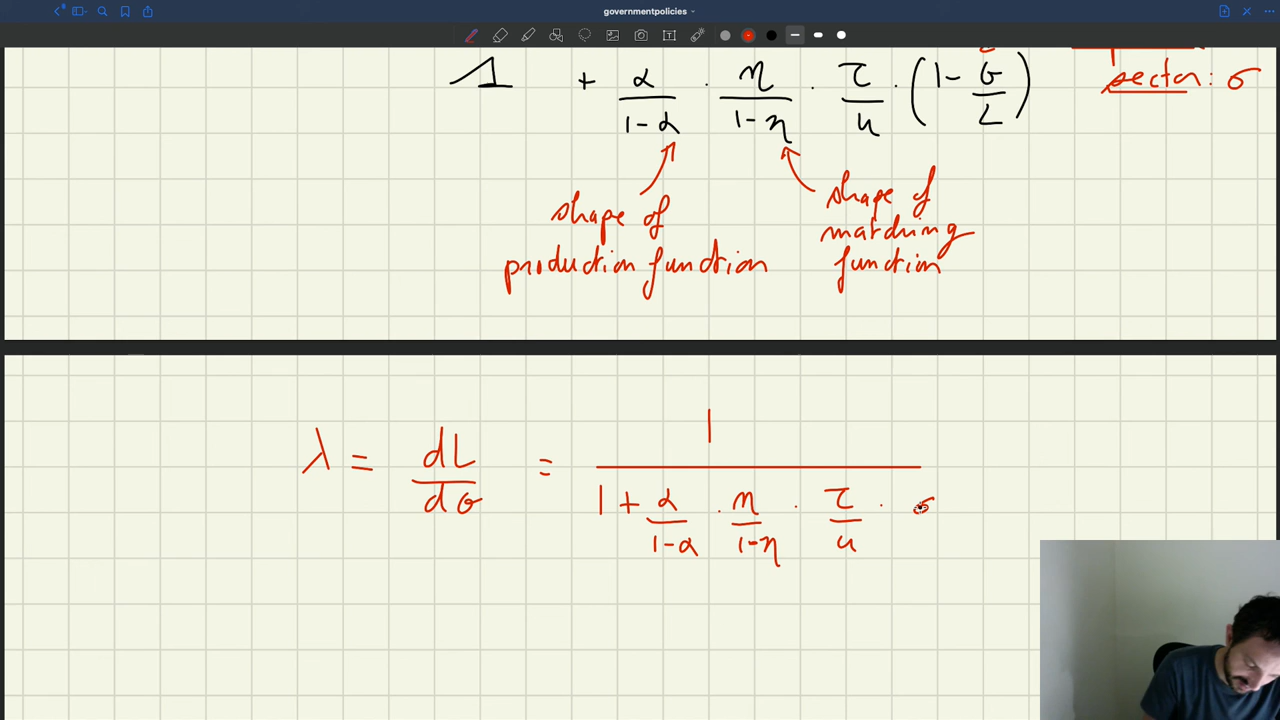 governmentpolicies
1 + α/(1-α) · η/(1-η) · τ/u · (1 - G/L)
sector: σ
shape of production function
shape of matching function
λ = dL/dσ = 1/(1 + α/(1-α) · η/(1-η) · τ/u · σ